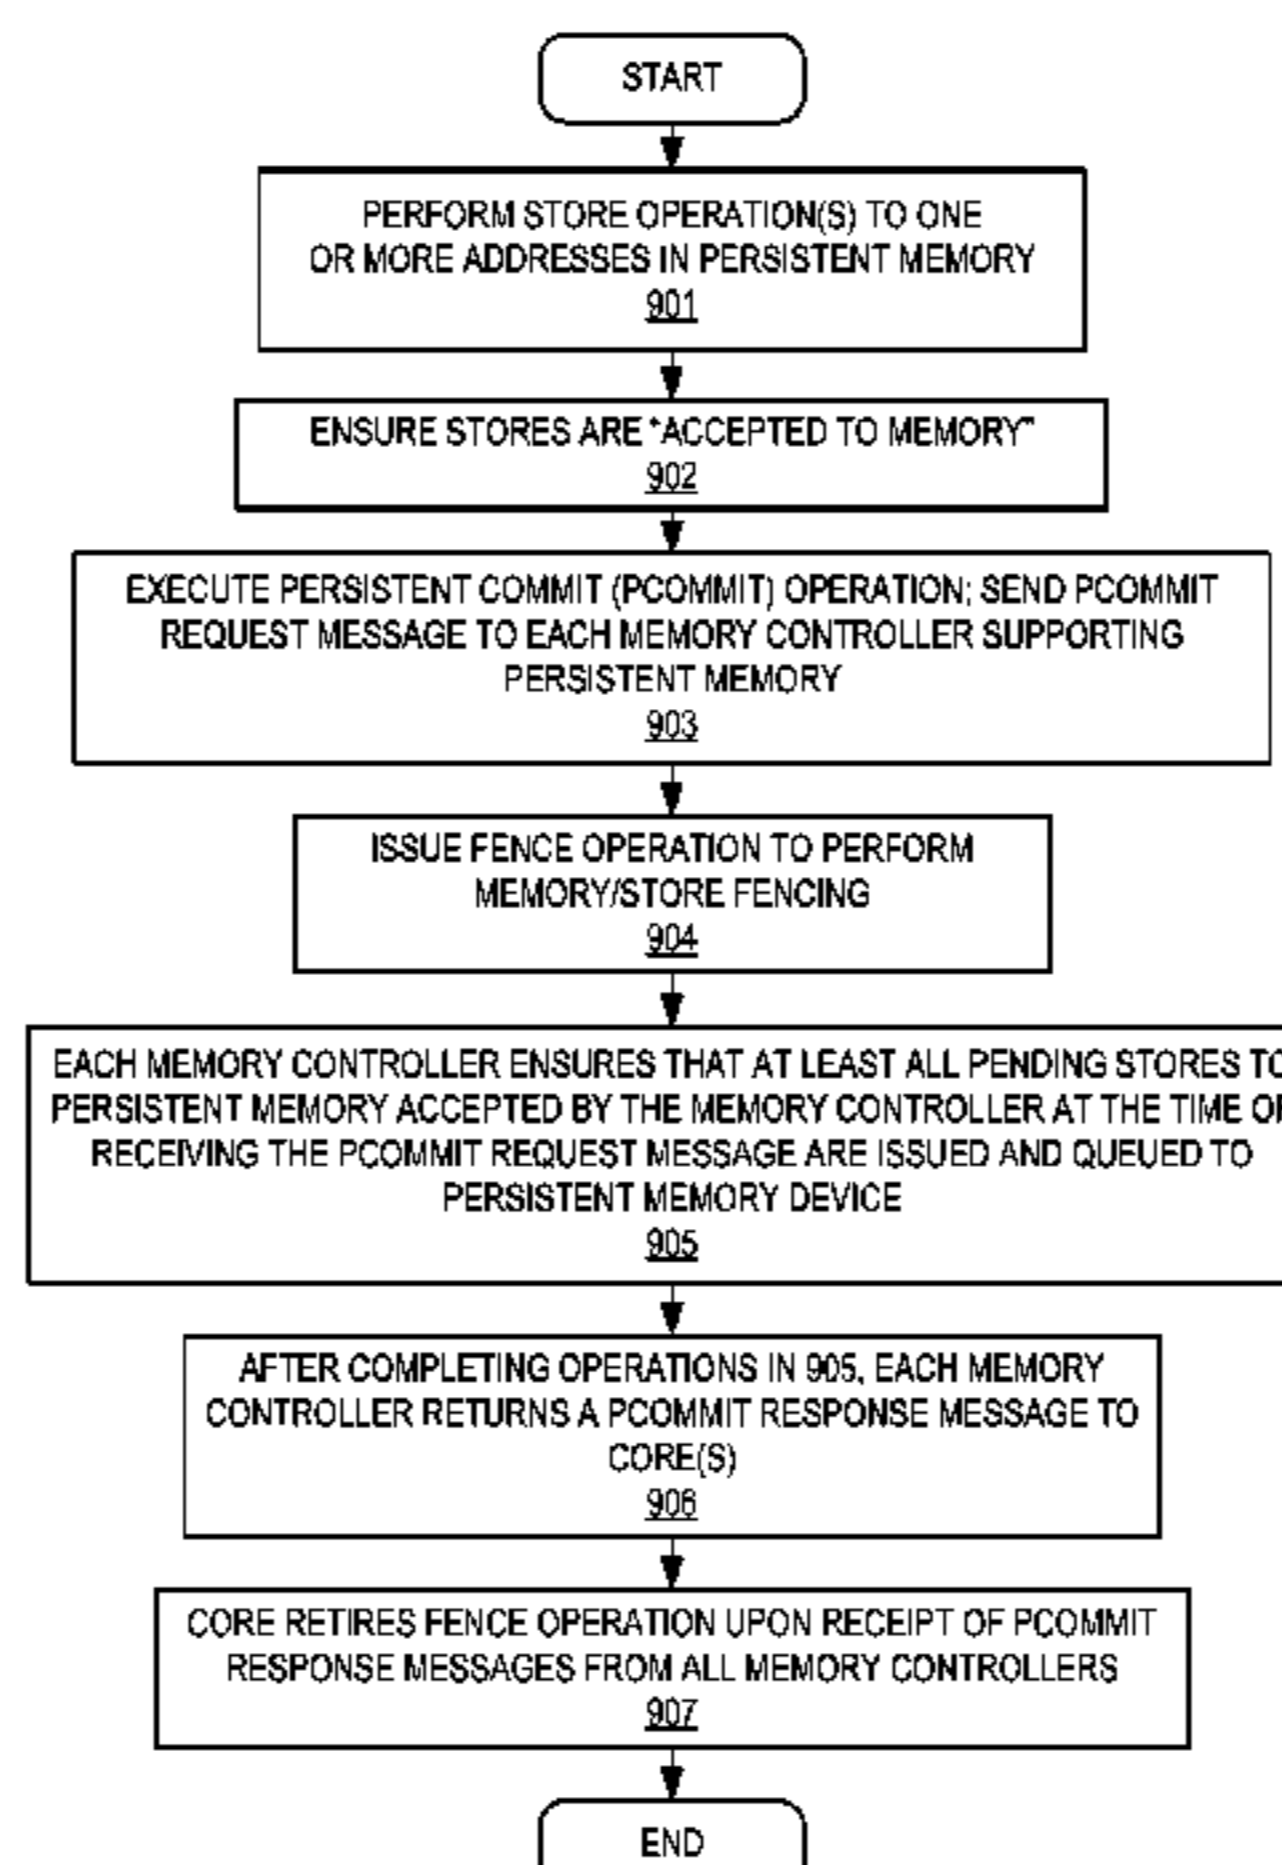 START
PERFORM STORE OPERATION(S) TO ONE
OR MORE ADDRESSES IN PERSISTENT MEMORY
901
ENSURE STORES ARE "ACCEPTED TO MEMORY"
902
EXECUTE PERSISTENT COMMIT (PCOMMIT) OPERATION; SEND PCOMMIT
REQUEST MESSAGE TO EACH MEMORY CONTROLLER SUPPORTING
PERSISTENT MEMORY
903
ISSUE FENCE OPERATION TO PERFORM
MEMORY/STORE FENCING
904
EACH MEMORY CONTROLLER ENSURES THAT AT LEAST ALL PENDING STORES TO
PERSISTENT MEMORY ACCEPTED BY THE MEMORY CONTROLLER AT THE TIME OF
RECEIVING THE PCOMMIT REQUEST MESSAGE ARE ISSUED AND QUEUED TO
PERSISTENT MEMORY DEVICE
905
AFTER COMPLETING OPERATIONS IN 905, EACH MEMORY
CONTROLLER RETURNS A PCOMMIT RESPONSE MESSAGE TO
CORE(S)
906
CORE RETIRES FENCE OPERATION UPON RECEIPT OF PCOMMIT
RESPONSE MESSAGES FROM ALL MEMORY CONTROLLERS
907
END